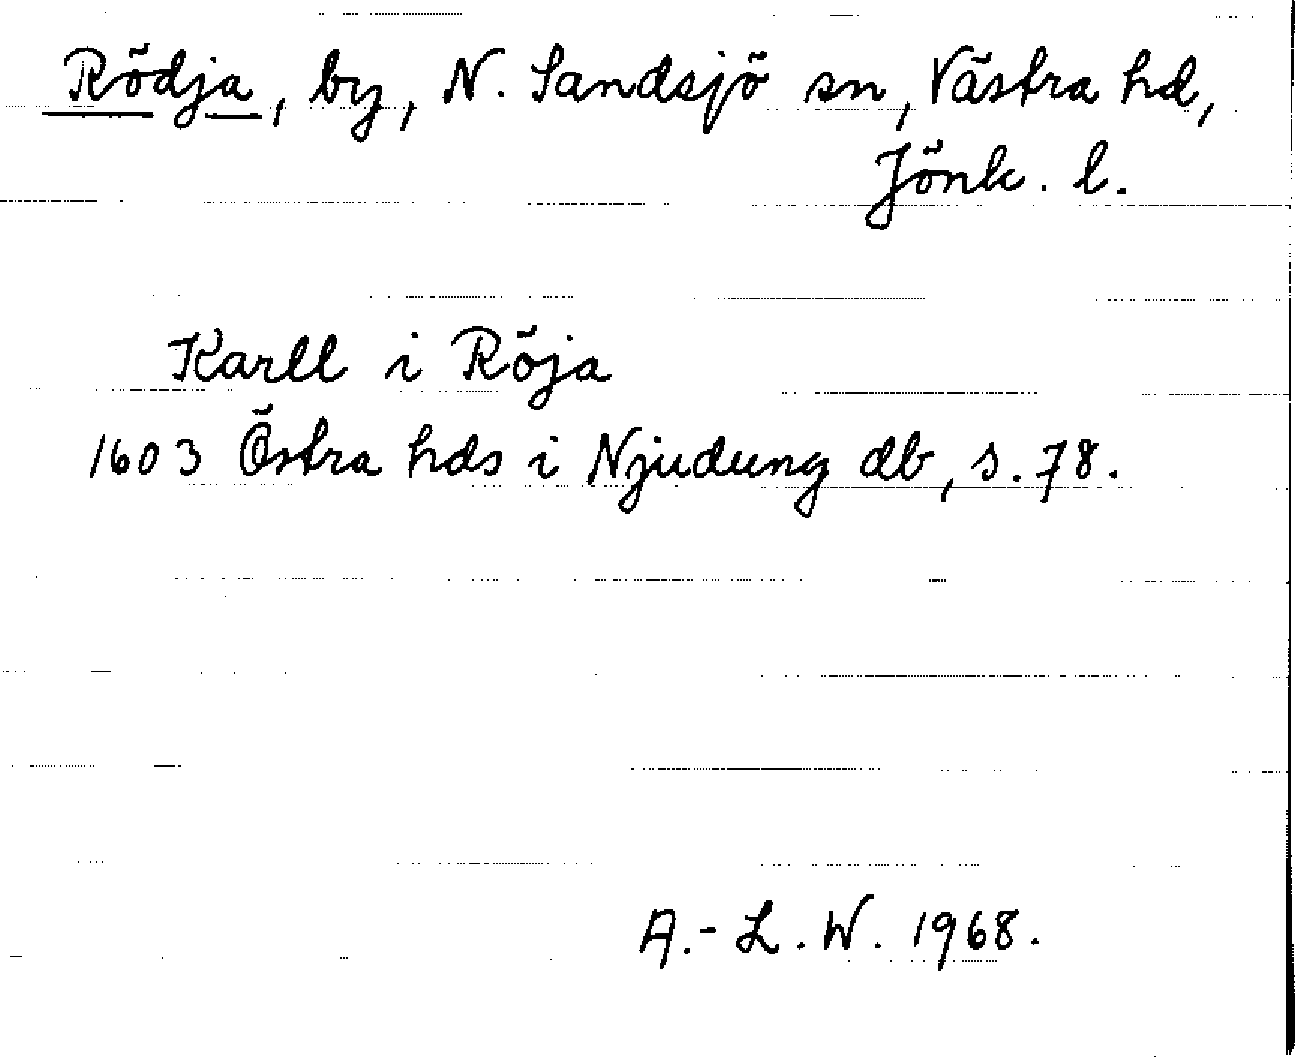 Rödja, by, N. Sandsjö sn, Västra hd,
Jönk. l.
Karll i Röja
1603 Östra hds i Njudung db, s. 78.
A.-L. W. 1968.